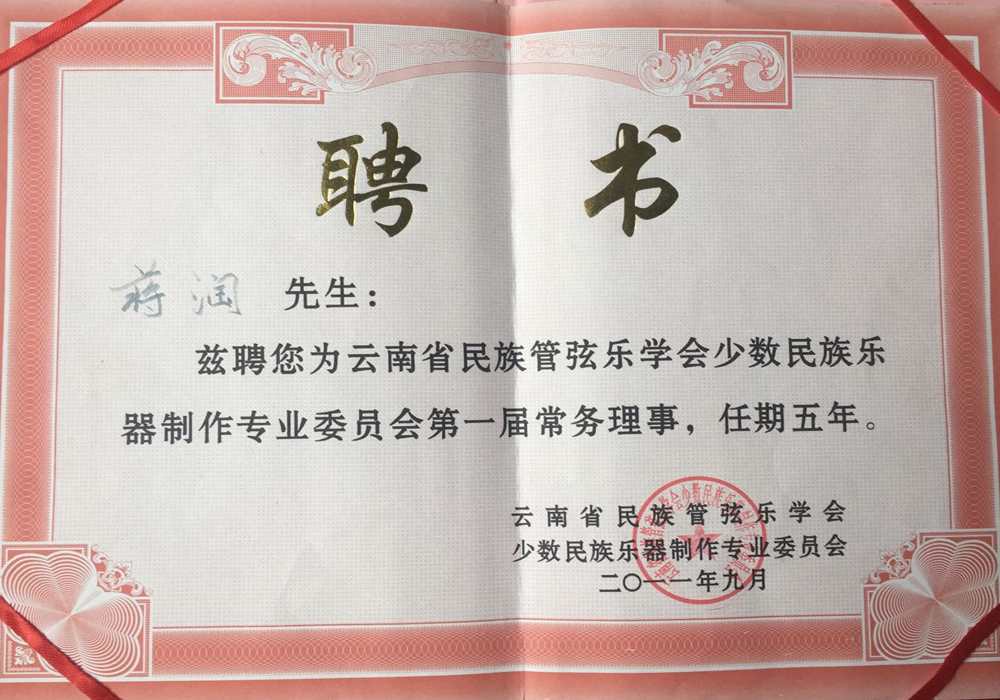 聘书
蒋润 先生：
兹聘您为云南省民族管弦乐学会少数民族乐
器制作专业委员会第一届常务理事，任期五年。
云南省民族管弦乐学会
少数民族乐器制作专业委员会
二〇一一年九月